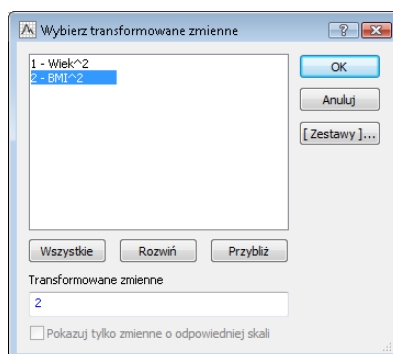 Wybierz transformowane zmienne
1 - Wiek^2
2 - BMI^2
OK
Anuluj
[ Zestawy ]...
Wszystkie Rozwiń Przybliż
Transformowane zmienne
2
Pokazuj tylko zmienne o odpowiedniej skali